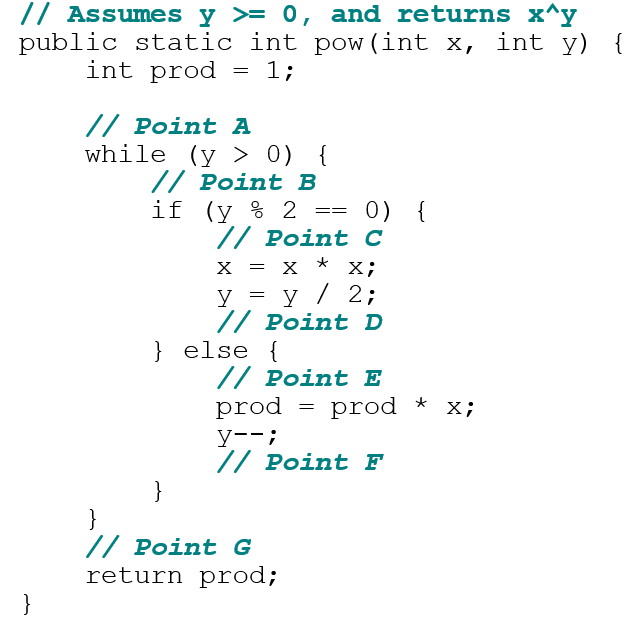 // Assumes y >= 0, and returns x^y
public static int pow(int x, int y) {
    int prod = 1;

    // Point A
    while (y > 0) {
        // Point B
        if (y % 2 == 0) {
            // Point C
            x = x * x;
            y = y / 2;
            // Point D
        } else {
            // Point E
            prod = prod * x;
            y--;
            // Point F
        }
    }
    // Point G
    return prod;
}